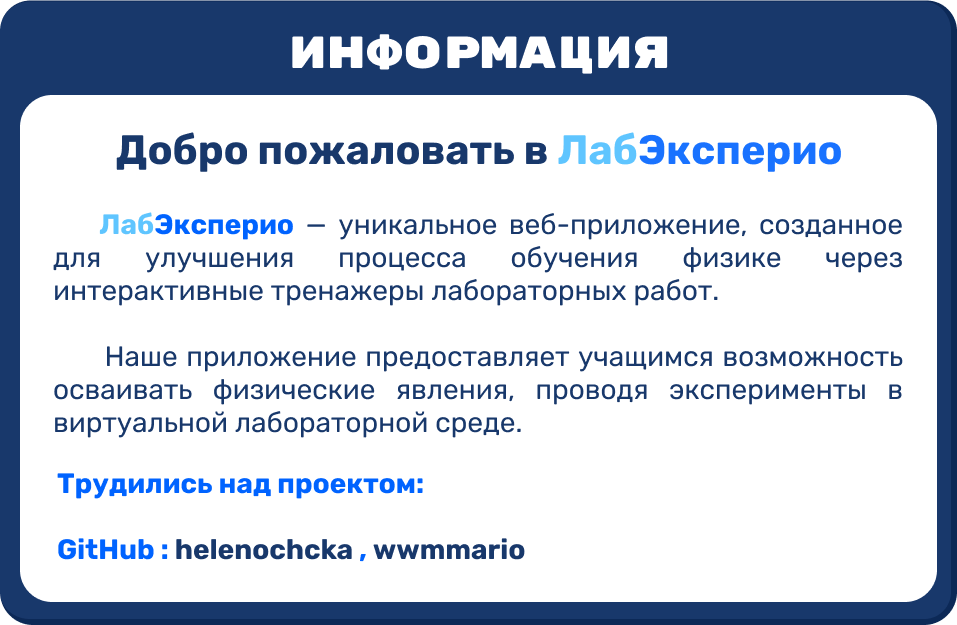 ИНФОРМАЦИЯ
Добро пожаловать в ЛабЭксперио
ЛабЭксперио — уникальное веб-приложение, созданное
для улучшения процесса обучения физике через
интерактивные тренажеры лабораторных работ.
Наше приложение предоставляет учащимся возможность
осваивать физические явления, проводя эксперименты в
виртуальной лабораторной среде.
Трудились над проектом:
GitHub : helenochcka , wwmmario